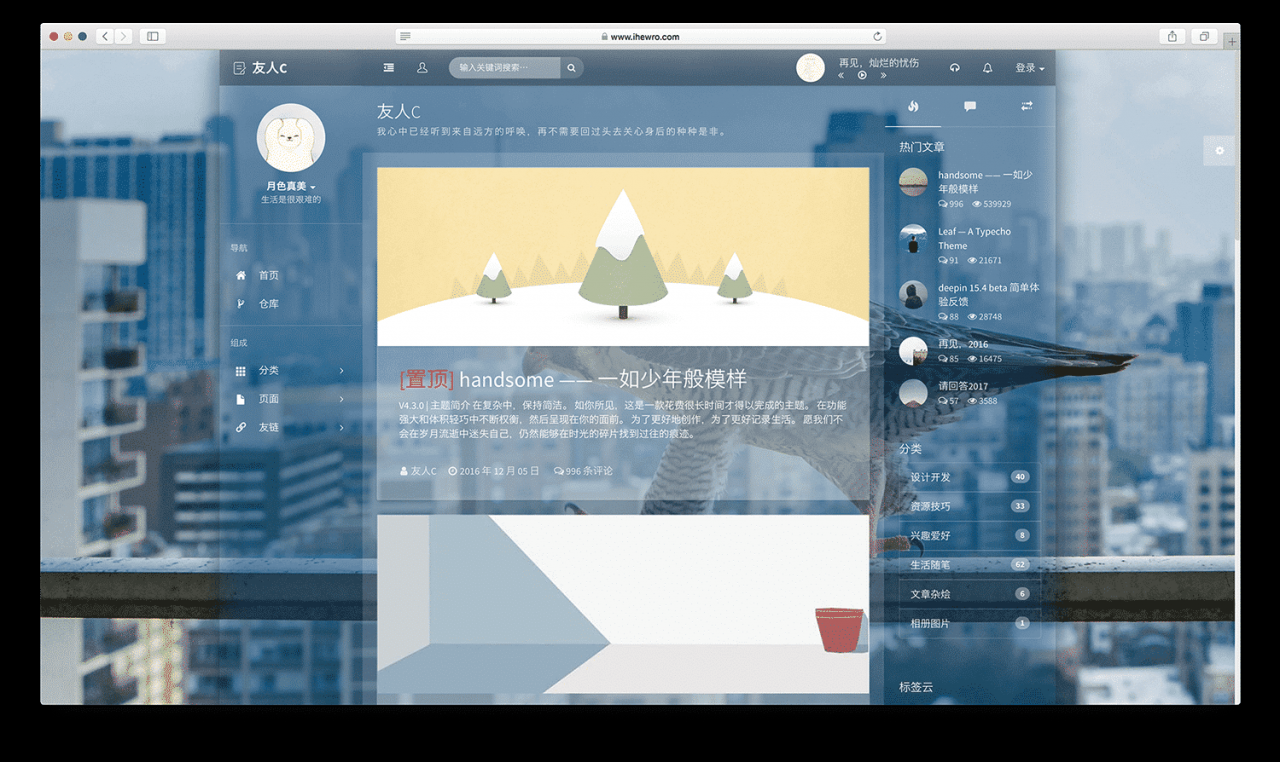 www.ihewro.com
友人C
输入关键词搜索…
再见，灿烂的忧伤
登录
月色真美
生活是很艰难的
导航
首页
仓库
组成
分类
页面
友链
友人C
我心中已经听到来自远方的呼唤，再不需要回过头去关心身后的种种是非。
[置顶] handsome —— 一如少年般模样
V4.3.0 | 主题简介 在复杂中，保持简洁。 如你所见，这是一款花费很长时间才得以完成的主题。 在功能
强大和体积轻巧中不断权衡，然后呈现在你的面前。 为了更好地创作，为了更好记录生活。 愿我们不
会在岁月流逝中迷失自己，仍然能够在时光的碎片找到过往的痕迹。
友人C 2016 年 12 月 05 日 996 条评论
热门文章
handsome —— 一如少
年般模样
996 539929
Leaf — A Typecho
Theme
91 21671
deepin 15.4 beta 简单体
验反馈
88 28748
再见，2016
85 16475
请回答2017
57 3588
分类
设计开发 40
资源技巧 33
兴趣爱好 8
生活随笔 62
文章杂烩 6
相册图片 1
标签云